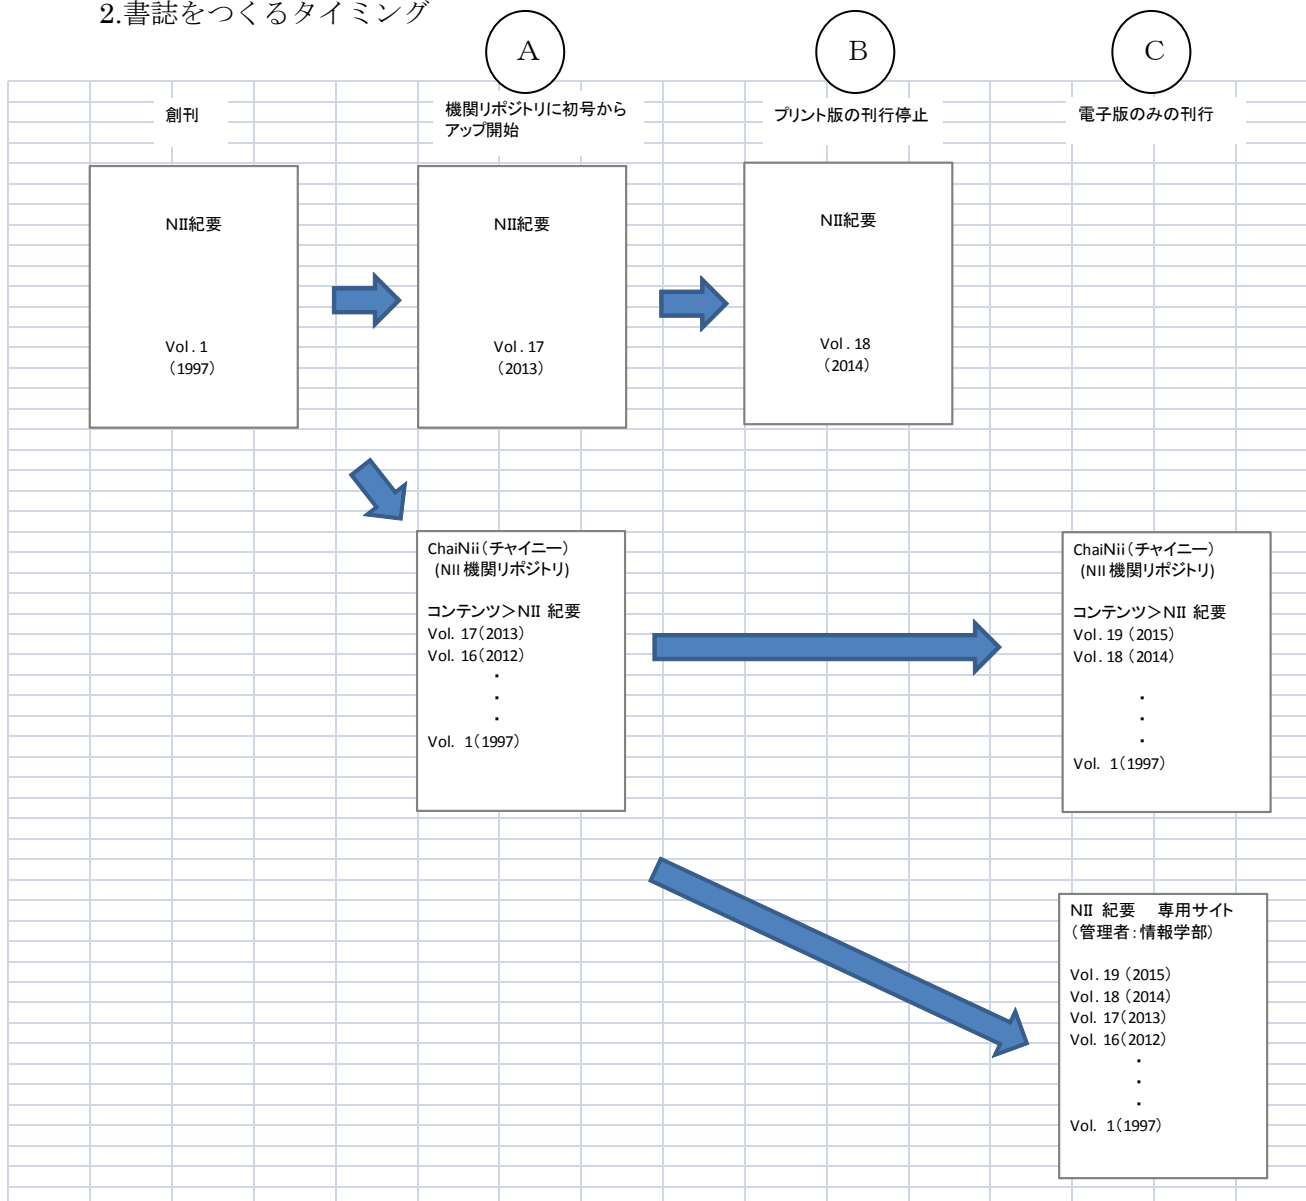 2.書誌をつくるタイミング
A
B
C
創刊
機関リポジトリに初号から
アップ開始
プリント版の刊行停止
電子版のみの刊行
NII紀要
Vol. 1
(1997)
NII紀要
Vol. 17
(2013)
NII紀要
Vol. 18
(2014)
ChaiNii(チャイニー)
(NII機関リポジトリ)
コンテンツ>NII 紀要
Vol. 17(2013)
Vol. 16(2012)
・
・
・
Vol. 1(1997)
ChaiNii(チャイニー)
(NII機関リポジトリ)
コンテンツ>NII 紀要
Vol. 19 (2015)
Vol. 18 (2014)
・
・
・
Vol. 1(1997)
NII 紀要 専用サイト
(管理者:情報学部)
Vol. 19 (2015)
Vol. 18 (2014)
Vol. 17(2013)
Vol. 16(2012)
・
・
・
Vol. 1(1997)